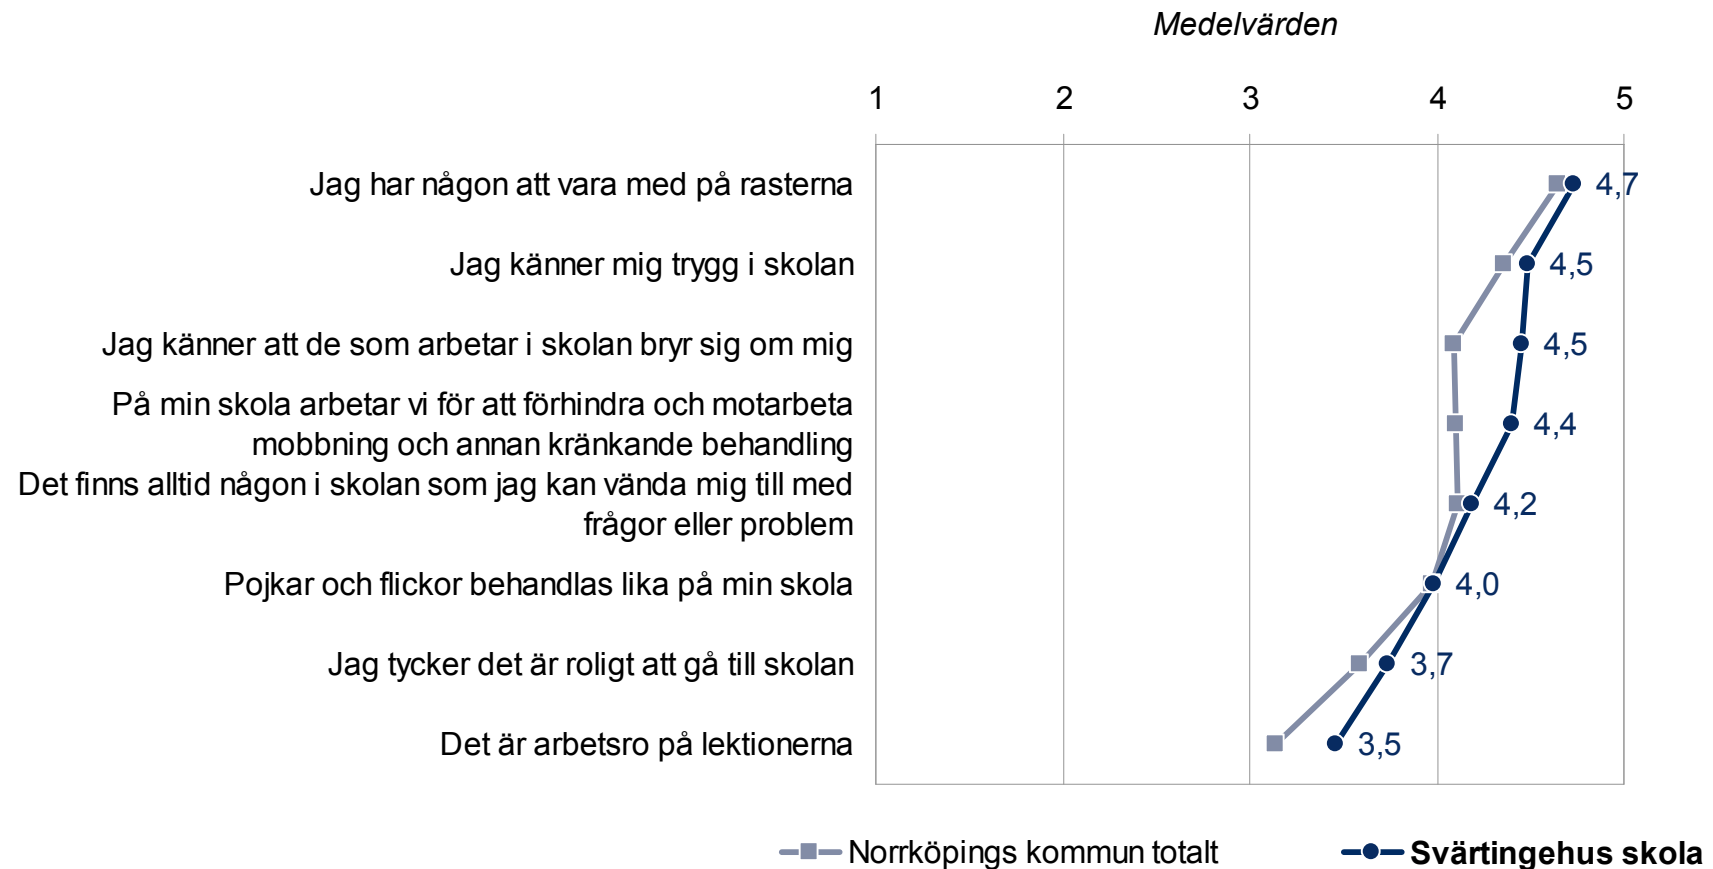 Medelvärden
1 2 3 4 5
Jag har någon att vara med på rasterna 4,7
Jag känner mig trygg i skolan 4,5
Jag känner att de som arbetar i skolan bryr sig om mig 4,5
På min skola arbetar vi för att förhindra och motarbeta
mobbning och annan kränkande behandling 4,4
Det finns alltid någon i skolan som jag kan vända mig till med
frågor eller problem 4,2
Pojkar och flickor behandlas lika på min skola 4,0
Jag tycker det är roligt att gå till skolan 3,7
Det är arbetsro på lektionerna 3,5
Norrköpings kommun totalt Svärtingehus skola